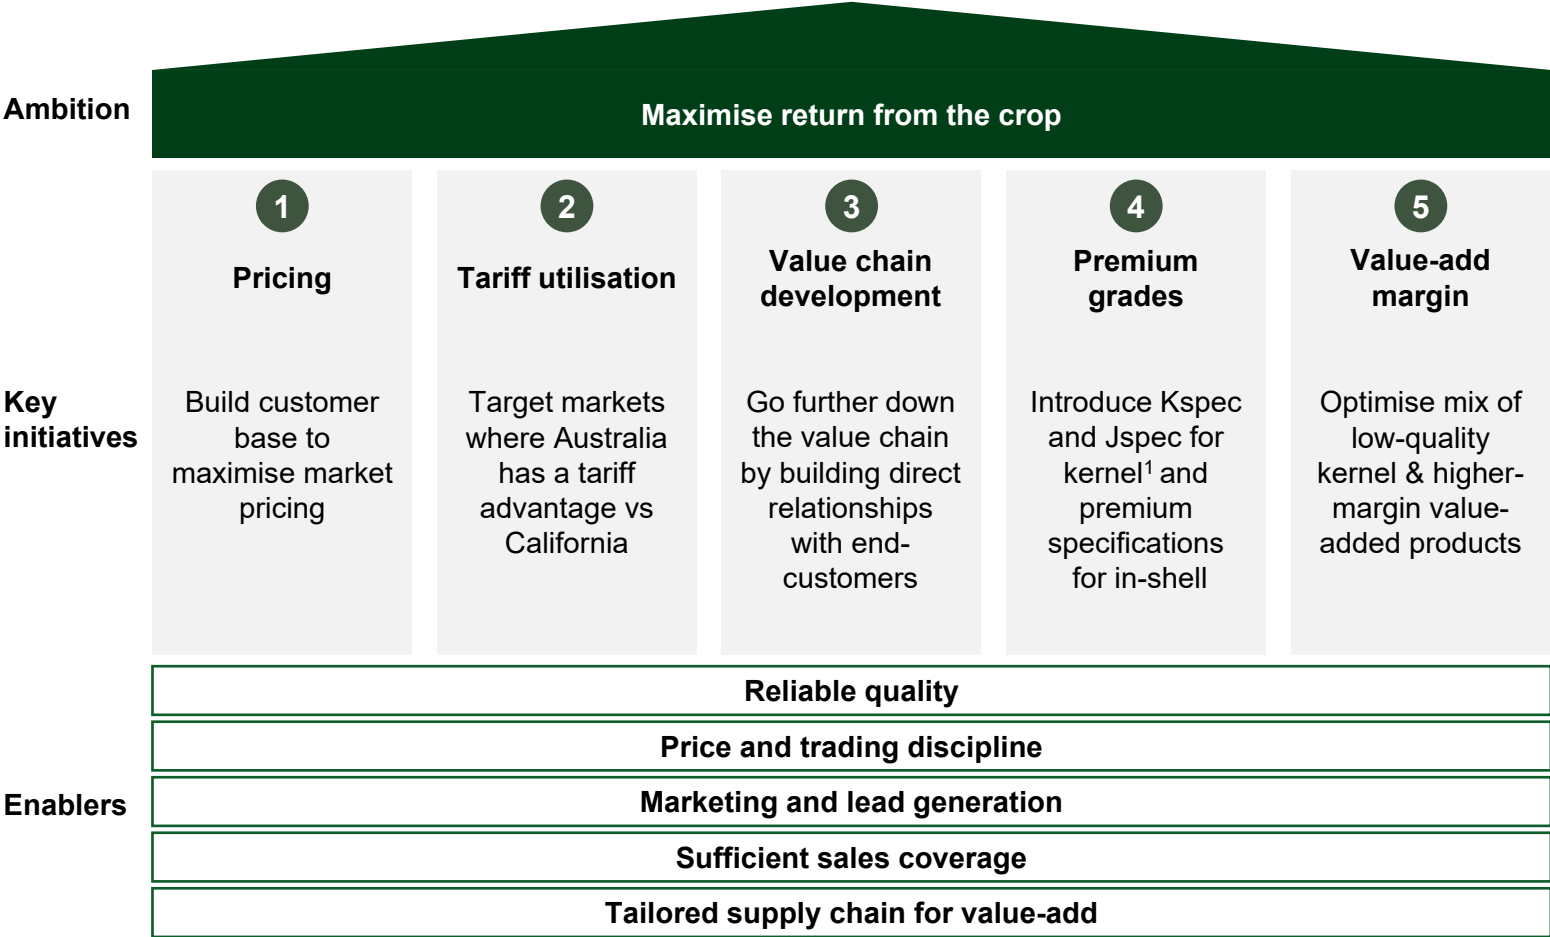 Ambition
Maximise return from the crop
Key
initiatives
1
Pricing
Build customer
base to
maximise market
pricing
2
Tariff utilisation
Target markets
where Australia
has a tariff
advantage vs
California
3
Value chain
development
Go further down
the value chain
by building direct
relationships
with end-
customers
4
Premium
grades
Introduce Kspec
and Jspec for
kernel¹ and
premium
specifications
for in-shell
5
Value-add
margin
Optimise mix of
low-quality
kernel & higher-
margin value-
added products
Enablers
Reliable quality
Price and trading discipline
Marketing and lead generation
Sufficient sales coverage
Tailored supply chain for value-add